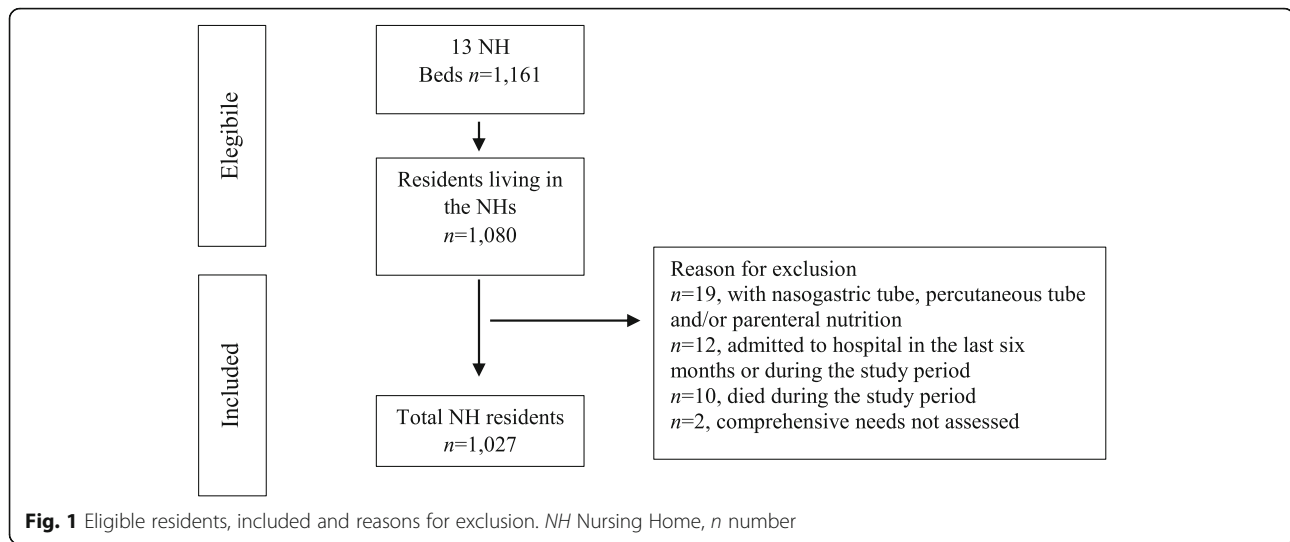 Elegibile
13 NH
Beds n=1,161
Residents living in
the NHs
n=1,080
Included
Reason for exclusion
n=19, with nasogastric tube, percutaneous tube
and/or parenteral nutrition
n=12, admitted to hospital in the last six
months or during the study period
n=10, died during the study period
n=2, comprehensive needs not assessed
Total NH residents
n=1,027
Fig. 1 Eligible residents, included and reasons for exclusion. NH Nursing Home, n number